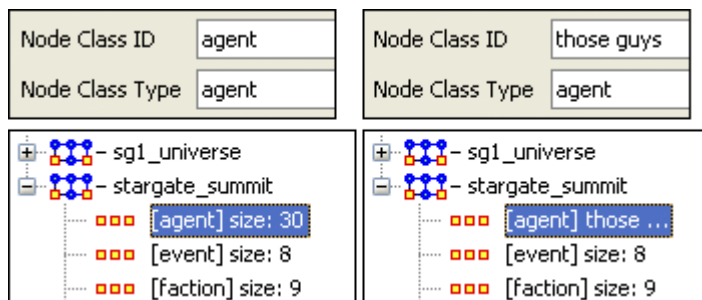 Node Class ID agent
Node Class Type agent
Node Class ID those guys
Node Class Type agent
sg1_universe
stargate_summit
[agent] size: 30
[event] size: 8
[faction] size: 9
sg1_universe
stargate_summit
[agent] those ...
[event] size: 8
[faction] size: 9